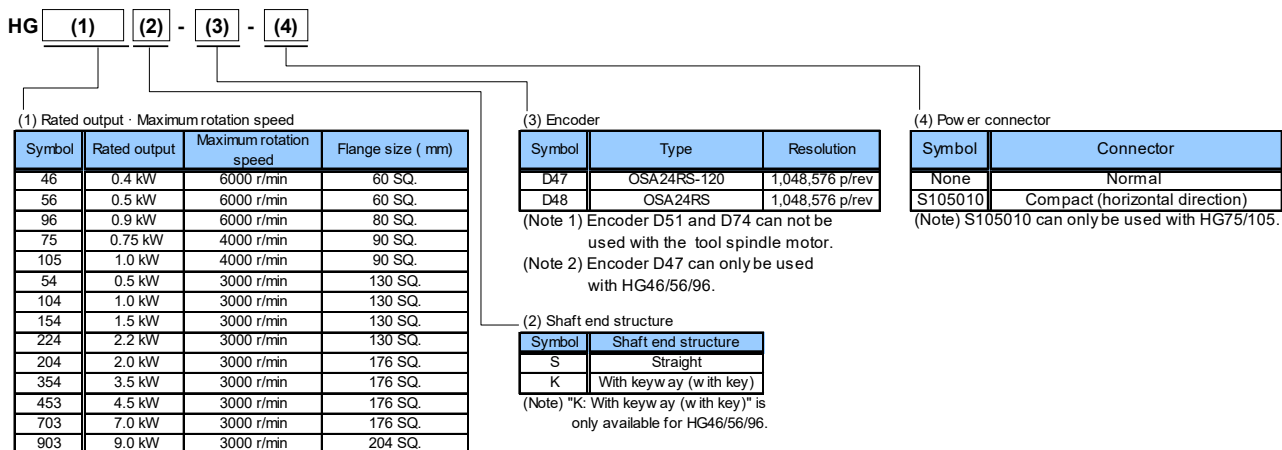 HG (1) (2) - (3) - (4)
(1) Rated output · Maximum rotation speed
Symbol Rated output Maximum rotation speed Flange size ( mm)
46 0.4 kW 6000 r/min 60 SQ.
56 0.5 kW 6000 r/min 60 SQ.
96 0.9 kW 6000 r/min 80 SQ.
75 0.75 kW 4000 r/min 90 SQ.
105 1.0 kW 4000 r/min 90 SQ.
54 0.5 kW 3000 r/min 130 SQ.
104 1.0 kW 3000 r/min 130 SQ.
154 1.5 kW 3000 r/min 130 SQ.
224 2.2 kW 3000 r/min 130 SQ.
204 2.0 kW 3000 r/min 176 SQ.
354 3.5 kW 3000 r/min 176 SQ.
453 4.5 kW 3000 r/min 176 SQ.
703 7.0 kW 3000 r/min 176 SQ.
903 9.0 kW 3000 r/min 204 SQ.
(3) Encoder
Symbol Type Resolution
D47 OSA24RS-120 1,048,576 p/rev
D48 OSA24RS 1,048,576 p/rev
(Note 1) Encoder D51 and D74 can not be
used with the tool spindle motor.
(Note 2) Encoder D47 can only be used
with HG46/56/96.
(2) Shaft end structure
Symbol Shaft end structure
S Straight
K With keyway (with key)
(Note) "K: With keyway (with key)" is
only available for HG46/56/96.
(4) Power connector
Symbol Connector
None Normal
S105010 Compact (horizontal direction)
(Note) S105010 can only be used with HG75/105.